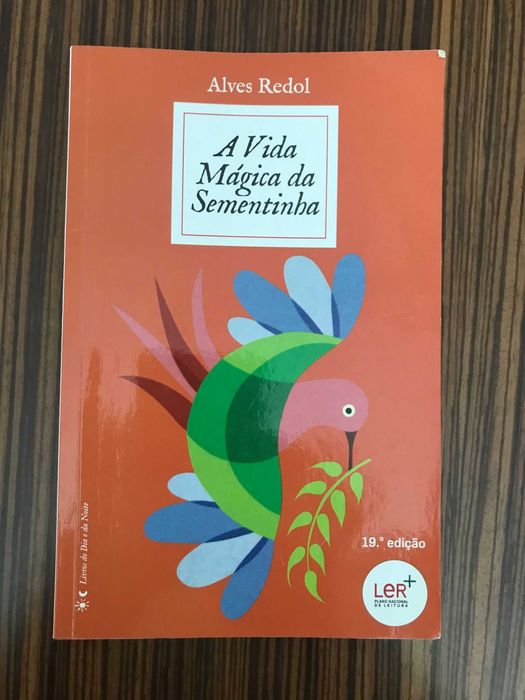 Alves Redol
A Vida
Mágica da
Sementinha
19.ª edição
LeR+
PLANO NACIONAL
DE LEITURA
Livros do Dia e da Noite